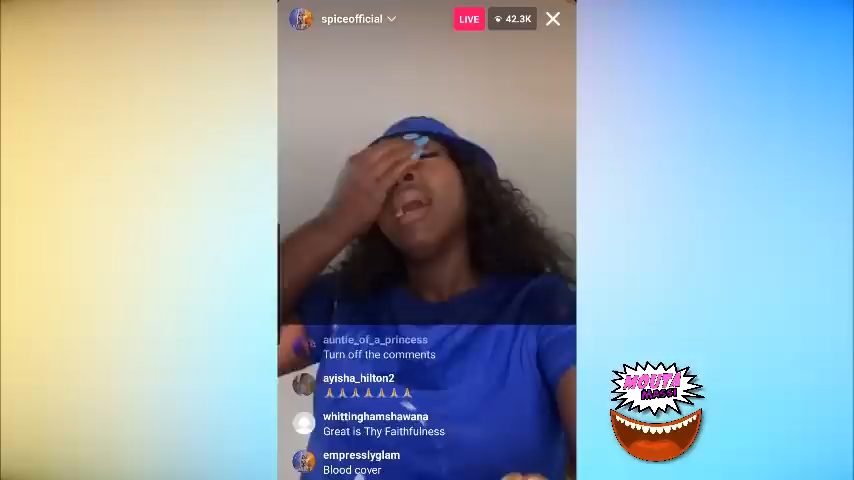 spiceofficial
LIVE
42.3K
auntie_of_a_princess
Turn off the comments
ayisha_hilton2
🙏🙏🙏🙏🙏🙏🙏
whittinghamshawana
Great is Thy Faithfulness
empresslyglam
Blood cover
MOUTA
MASSI